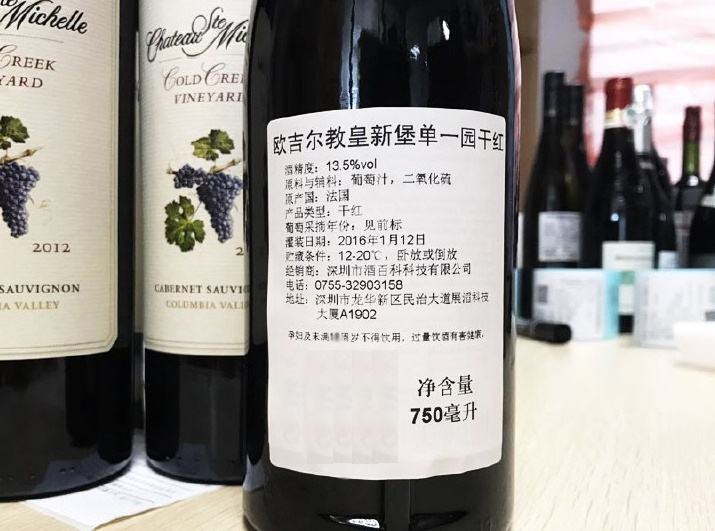 Michelle
CREEK
YARD
2012
SAUVIGNON
VALLEY
Chateau Ste
COLD CREE
VINEYARD
2
CABERNET SAUVIGNON
COLUMBIA VALL
欧吉尔教皇新堡单一园干红
酒精度：13.5%vol
原料与辅料：葡萄汁，二氧化硫
原产国：法国
产品类型：干红
葡萄采摘年份：见前标
灌装日期：2016年1月12日
贮藏条件：12-20℃，卧放或倒放
经销商：深圳市酒百科科技有限公司
电话：0755-32903158
地址：深圳市龙华新区民治大道展滔科技
大厦A1902
孕妇及未满18周岁不得饮用，过量饮酒有害健康。
净含量
750毫升